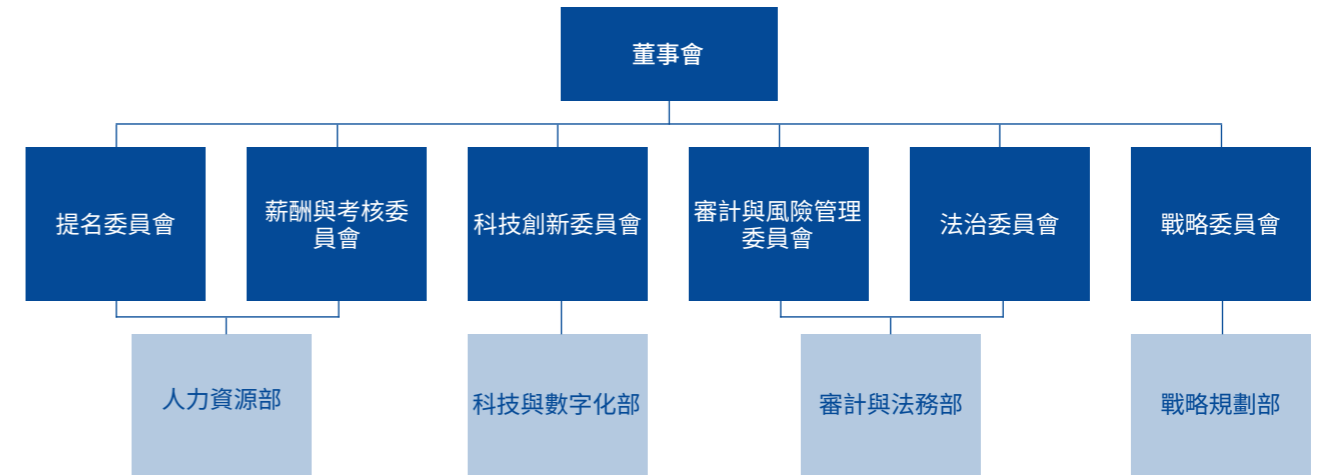 董事會
提名委員會
薪酬與考核委
員會
科技創新委員會
審計與風險管理
委員會
法治委員會
戰略委員會
人力資源部
科技與數字化部
審計與法務部
戰略規劃部